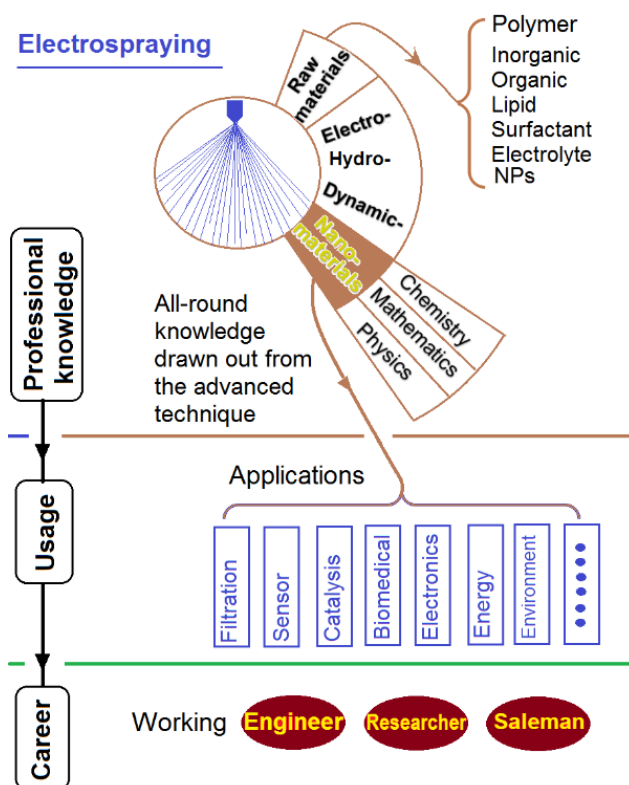 Electrospraying
Raw
materials
Electro-
Hydro-
Dynamic-
Nano-
materials
Chemistry
Mathematics
Physics
Polymer
Inorganic
Organic
Lipid
Surfactant
Electrolyte
NPs
Professional
knowledge
All-round
knowledge
drawn out from
the advanced
technique
Usage
Applications
Filtration
Sensor
Catalysis
Biomedical
Electronics
Energy
Environment
Career
Working
Engineer
Researcher
Saleman